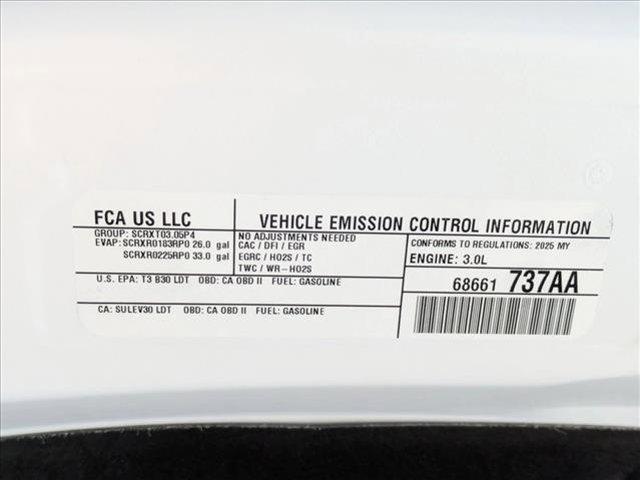 FCA US LLC
VEHICLE EMISSION CONTROL INFORMATION
GROUP: SCRXT03.05P4
EVAP: SCRXR0183RP0 26.0 gal
SCRXR0225RP0 33.0 gal
NO ADJUSTMENTS NEEDED
CAC / DFI / EGR
EGRC / HO2S / TC
TWC / WR-HO2S
CONFORMS TO REGULATIONS: 2025 MY
ENGINE: 3.0L
U.S. EPA: T3 B30 LDT OBD: CA OBD II FUEL: GASOLINE
CA: SULEV30 LDT OBD: CA OBD II FUEL: GASOLINE
68661 737AA